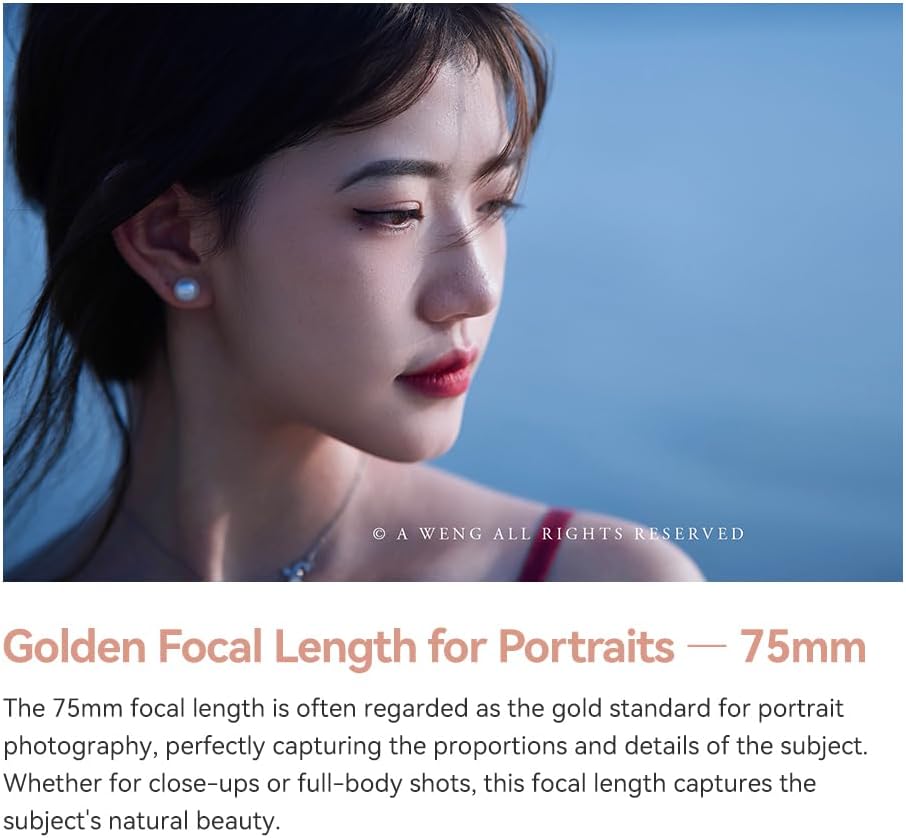 © A WENG ALL RIGHTS RESERVED
Golden Focal Length for Portraits — 75mm
The 75mm focal length is often regarded as the gold standard for portrait
photography, perfectly capturing the proportions and details of the subject.
Whether for close-ups or full-body shots, this focal length captures the
subject's natural beauty.